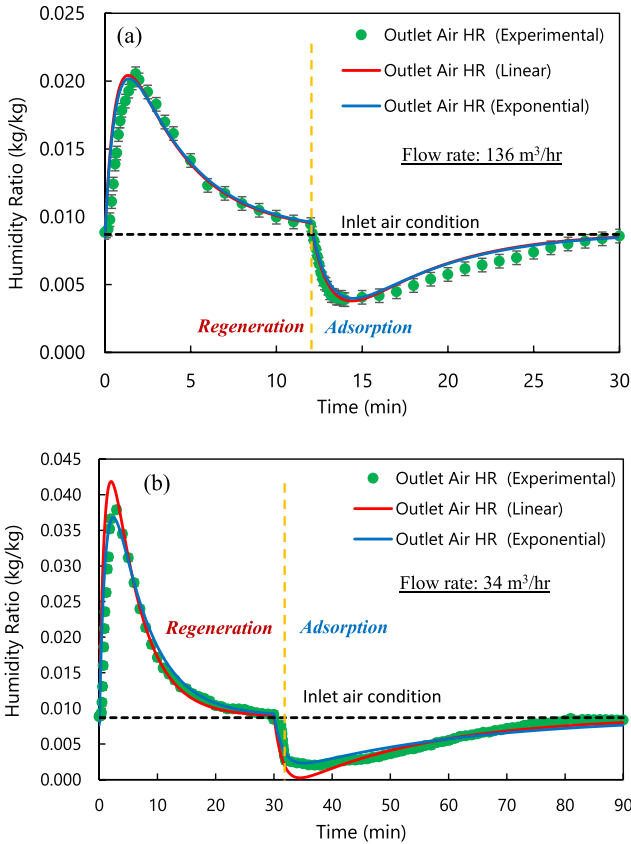 (a)
Outlet Air HR (Experimental)
Outlet Air HR (Linear)
Outlet Air HR (Exponential)
Flow rate: 136 m³/hr
Inlet air condition
Regeneration
Adsorption
Humidity Ratio (kg/kg)
0.025
0.020
0.015
0.010
0.005
0.000
0 5 10 15 20 25 30
Time (min)
(b)
Outlet Air HR (Experimental)
Outlet Air HR (Linear)
Outlet Air HR (Exponential)
Flow rate: 34 m³/hr
Regeneration
Adsorption
Inlet air condition
Humidity Ratio (kg/kg)
0.045
0.040
0.035
0.030
0.025
0.020
0.015
0.010
0.005
0.000
0 10 20 30 40 50 60 70 80 90
Time (min)